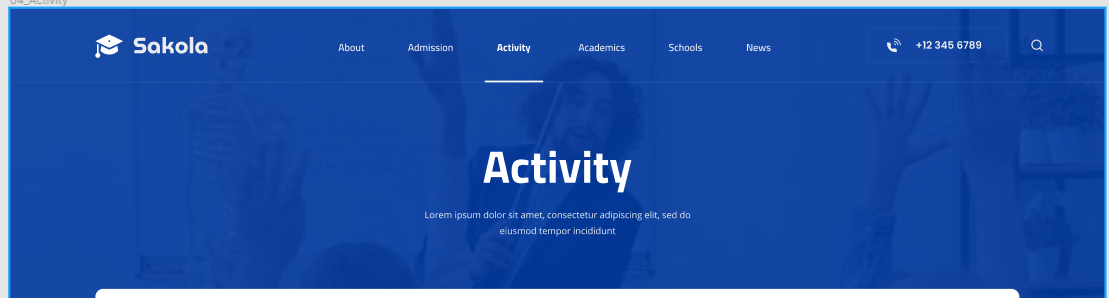 04_Activity
Sakola
About Admission Activity Academics Schools News
+12 345 6789
Activity
Lorem ipsum dolor sit amet, consectetur adipiscing elit, sed do
eiusmod tempor incididunt